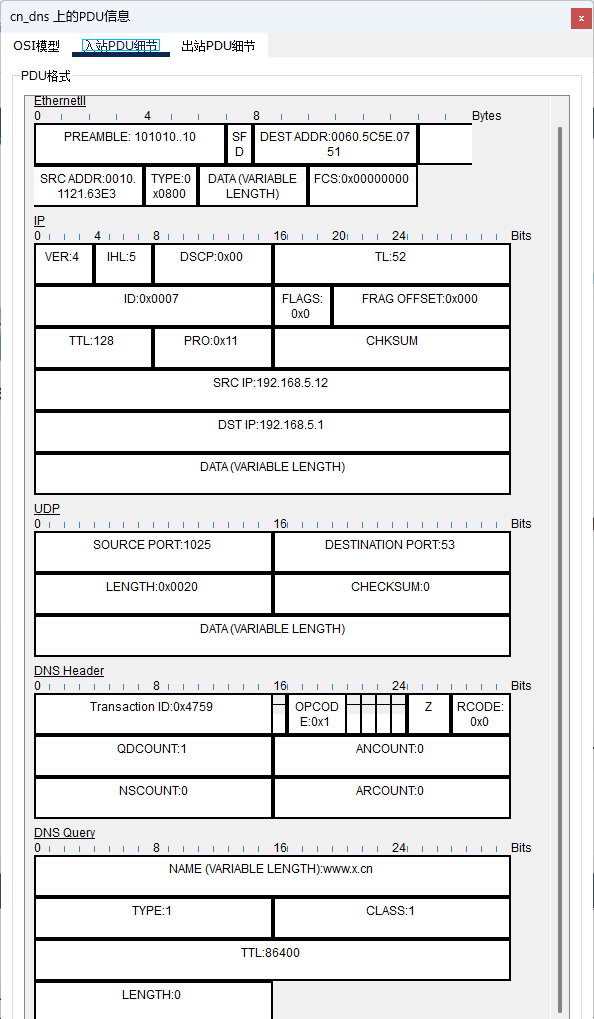 cn_dns 上的PDU信息
x
OSI模型 入站PDU细节 出站PDU细节
PDU格式
EthernetII
0 4 8 Bytes
PREAMBLE: 101010..10
SF
D
DEST ADDR:0060.5C5E.07
51
SRC ADDR:0010.
1121.63E3
TYPE:0
x0800
DATA (VARIABLE
LENGTH)
FCS:0x00000000
IP
0 4 8 16 20 24 Bits
VER:4 IHL:5 DSCP:0x00 TL:52
ID:0x0007
FLAGS:
0x0
FRAG OFFSET:0x000
TTL:128 PRO:0x11 CHKSUM
SRC IP:192.168.5.12
DST IP:192.168.5.1
DATA (VARIABLE LENGTH)
UDP
0 16 Bits
SOURCE PORT:1025 DESTINATION PORT:53
LENGTH:0x0020 CHECKSUM:0
DATA (VARIABLE LENGTH)
DNS Header
0 8 16 24 Bits
Transaction ID:0x4759
OPCOD
E:0x1
Z
RCODE:
0x0
QDCOUNT:1 ANCOUNT:0
NSCOUNT:0 ARCOUNT:0
DNS Query
0 8 16 24 Bits
NAME (VARIABLE LENGTH):www.x.cn
TYPE:1 CLASS:1
TTL:86400
LENGTH:0